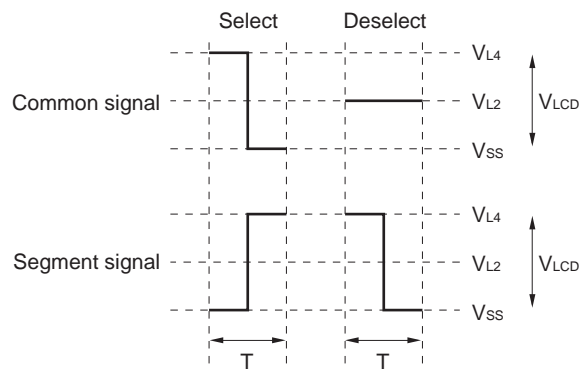 Select Deselect
VL4
Common signal VL2 VLCD
VSS
VL4
Segment signal VL2 VLCD
VSS
T T